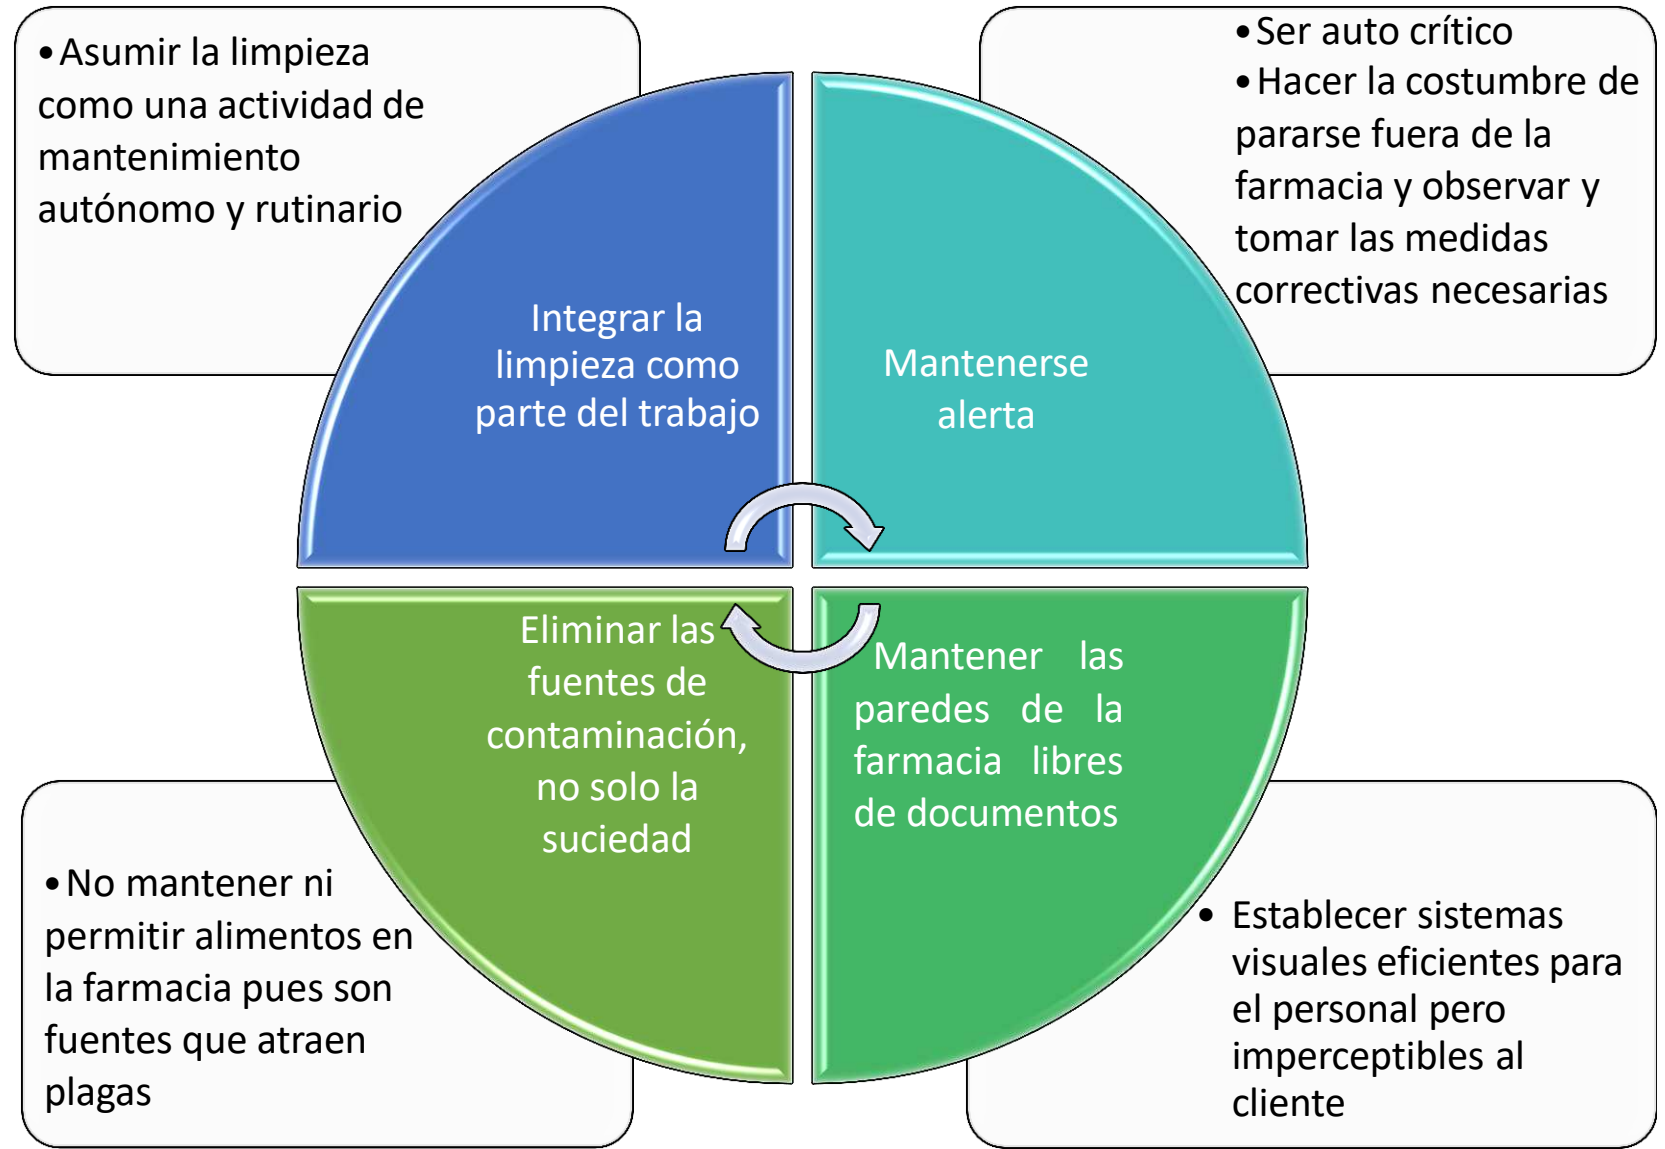 •Asumir la limpieza
como una actividad de
mantenimiento
autónomo y rutinario
•Ser auto crítico
•Hacer la costumbre de
pararse fuera de la
farmacia y observar y
tomar las medidas
correctivas necesarias
Integrar la
limpieza como
parte del trabajo
Mantenerse
alerta
Eliminar las
fuentes de
contaminación,
no solo la
suciedad
Mantener las
paredes de la
farmacia libres
de documentos
•No mantener ni
permitir alimentos en
la farmacia pues son
fuentes que atraen
plagas
• Establecer sistemas
visuales eficientes para
el personal pero
imperceptibles al
cliente